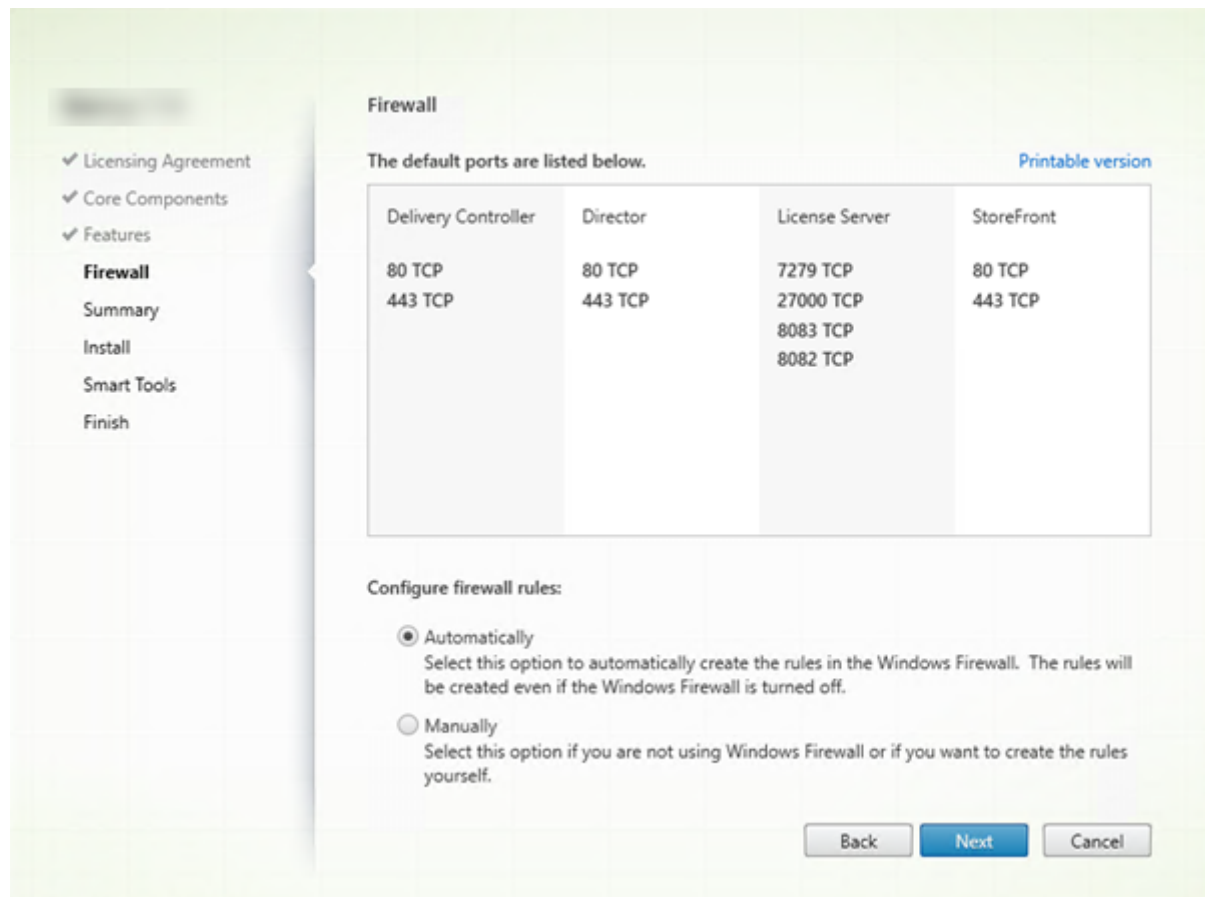 Licensing Agreement
Core Components
Features
Firewall
Summary
Install
Smart Tools
Finish
Firewall
The default ports are listed below.
Printable version
Delivery Controller
80 TCP
443 TCP
Director
80 TCP
443 TCP
License Server
7279 TCP
27000 TCP
8083 TCP
8082 TCP
StoreFront
80 TCP
443 TCP
Configure firewall rules:
Automatically
Select this option to automatically create the rules in the Windows Firewall. The rules will
be created even if the Windows Firewall is turned off.
Manually
Select this option if you are not using Windows Firewall or if you want to create the rules
yourself.
Back
Next
Cancel